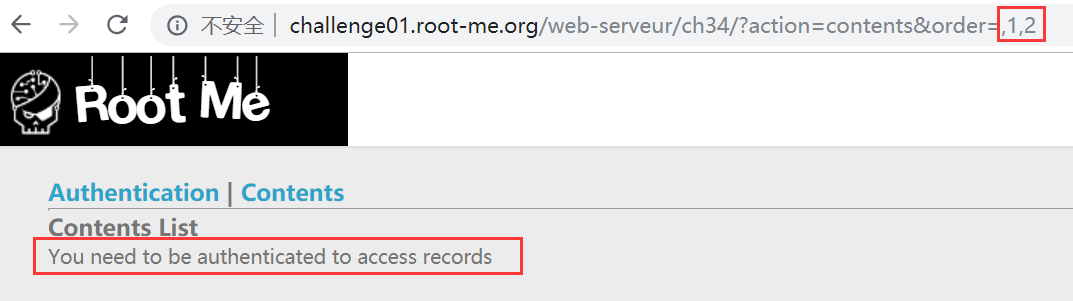 不安全 | challenge01.root-me.org/web-serveur/ch34/?action=contents&order=,1,2
Root Me
Authentication | Contents
Contents List
You need to be authenticated to access records